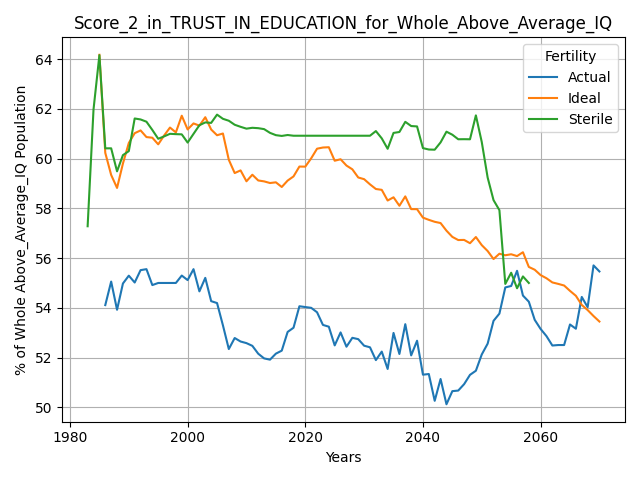 Score_2_in_TRUST_IN_EDUCATION_for_Whole_Above_Average_IQ
% of Whole Above_Average_IQ Population
64
62
60
58
56
54
52
50
Fertility
Actual
Ideal
Sterile
1980
2000
2020
2040
2060
Years